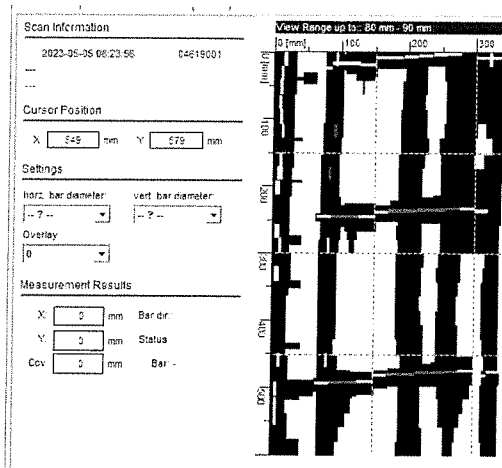 Scan Information
2023-05-05 08:23:56 04619001
---
---
Cursor Position
X 549 mm Y 579 mm
Settings
horz. bar diameter: vert. bar diameter:
-- ? -- -- ? --
Overlay
0
Measurement Results
X: 0 mm Bar dir.:
Y: 0 mm Status
Cov 0 mm Bar: -
View Range up to:: 80 mm - 90 mm
0 [mm] 100 200 300
0 [mm]
100
200
300
400
500